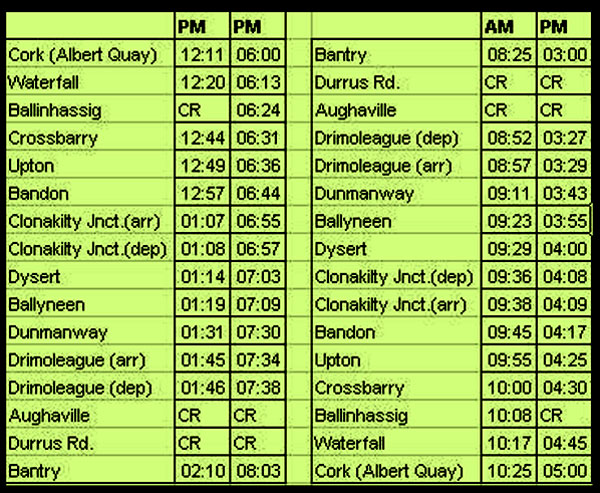 PM PM AM PM
Cork (Albert Quay) 12:11 06:00 Bantry 08:25 03:00
Waterfall 12:20 06:13 Durrus Rd. CR CR
Ballinhassig CR 06:24 Aughaville CR CR
Crossbarry 12:44 06:31 Drimoleague (dep) 08:52 03:27
Upton 12:49 06:36 Drimoleague (arr) 08:57 03:29
Bandon 12:57 06:44 Dunmanway 09:11 03:43
Clonakilty Jnct.(arr) 01:07 06:55 Ballyneen 09:23 03:55
Clonakilty Jnct.(dep) 01:08 06:57 Dysert 09:29 04:00
Dysert 01:14 07:03 Clonakilty Jnct.(dep) 09:36 04:08
Ballyneen 01:19 07:09 Clonakilty Jnct.(arr) 09:38 04:09
Dunmanway 01:31 07:30 Bandon 09:45 04:17
Drimoleague (arr) 01:45 07:34 Upton 09:55 04:25
Drimoleague (dep) 01:46 07:38 Crossbarry 10:00 04:30
Aughaville CR CR Ballinhassig 10:08 CR
Durrus Rd. CR CR Waterfall 10:17 04:45
Bantry 02:10 08:03 Cork (Albert Quay) 10:25 05:00